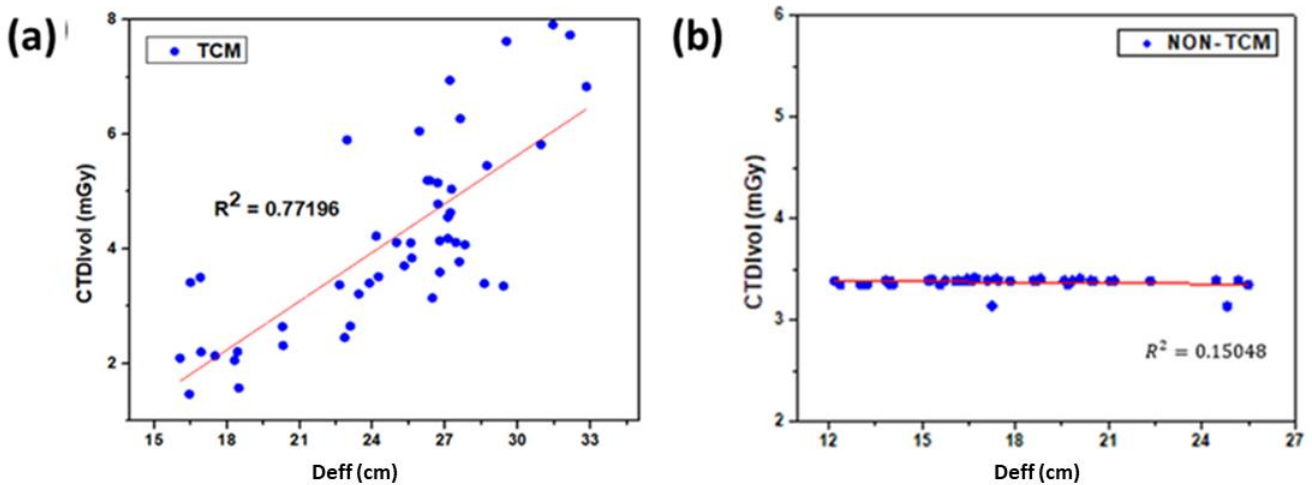 (a)
TCM
R2 = 0.77196
CTDIvol (mGy)
8
6
4
2
15 18 21 24 27 30 33
Deff (cm)
(b)
NON-TCM
R2 = 0.15048
CTDIvol (mGy)
6
5
4
3
2
12 15 18 21 24 27
Deff (cm)